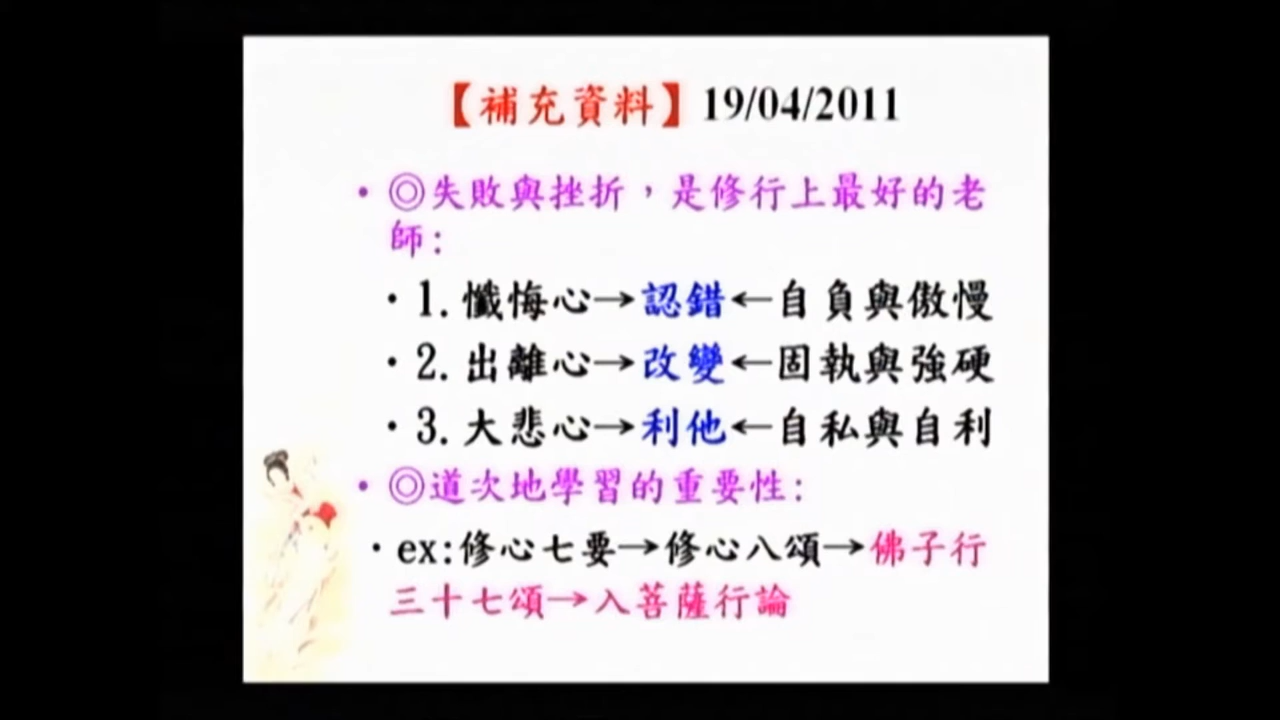 【補充資料】19/04/2011
• ◎失敗與挫折，是修行上最好的老
師:
• 1. 懺悔心→認錯←自負與傲慢
• 2. 出離心→改變←固執與強硬
• 3. 大悲心→利他←自私與自利
• ◎道次地學習的重要性:
• ex:修心七要→修心八頌→佛子行
三十七頌→入菩薩行論